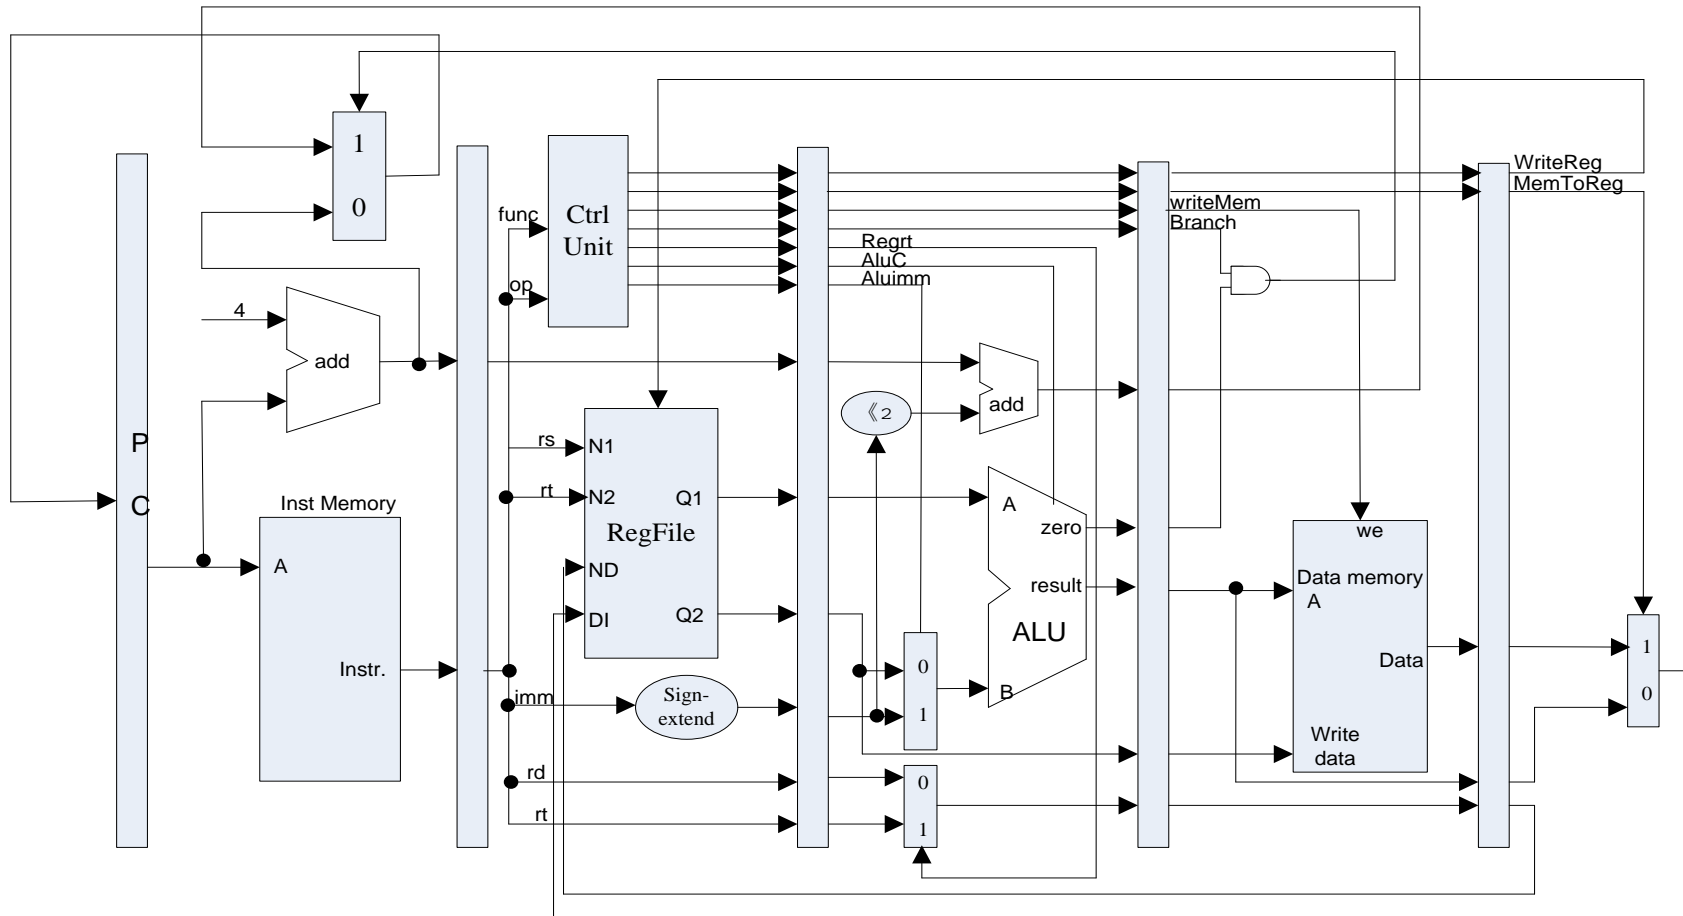 1
0
4
add
P
C
Inst Memory
A
Instr.
func
op
Ctrl
Unit
rs
rt
imm
rd
rt
N1
N2
ND
DI
Q1
Q2
RegFile
Sign-
extend
Regrt
AluC
Aluimm
《2
add
A
B
zero
result
ALU
0
1
0
1
writeMem
Branch
we
Data memory
A
Data
Write
data
WriteReg
MemToReg
1
0